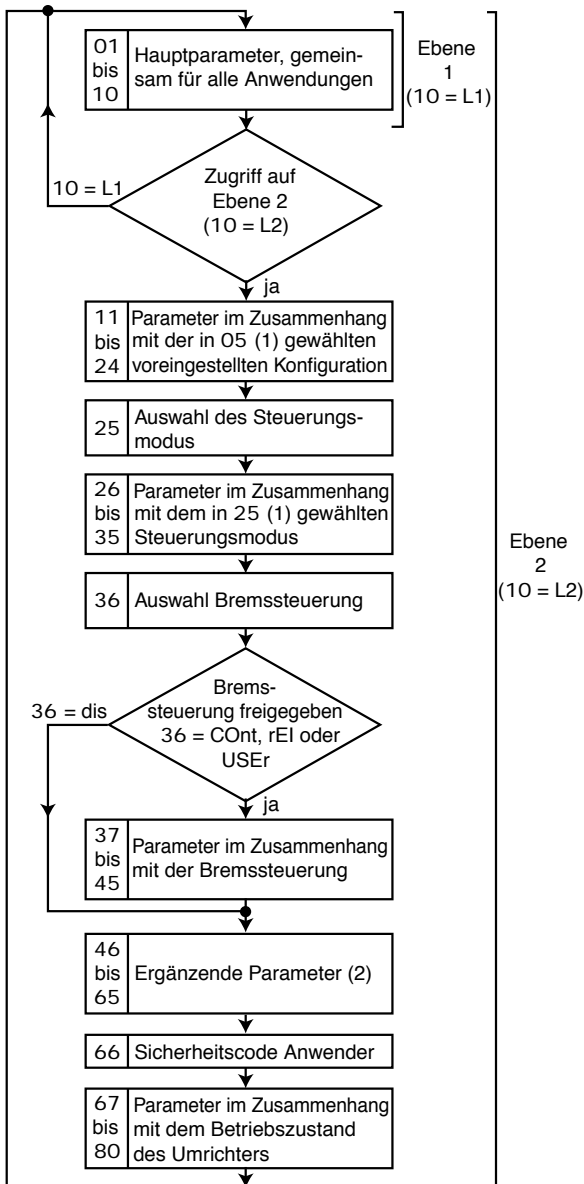 01
bis
10
Hauptparameter, gemein-
sam für alle Anwendungen
Ebene
1
(10 = L1)
10 = L1
Zugriff auf
Ebene 2
(10 = L2)
ja
11
bis
24
Parameter im Zusammenhang
mit der in 05 (1) gewählten
voreingestellten Konfiguration
25
Auswahl des Steuerungs-
modus
26
bis
35
Parameter im Zusammenhang
mit dem in 25 (1) gewählten
Steuerungsmodus
Ebene
2
(10 = L2)
36
Auswahl Bremssteuerung
36 = dis
Brems-
steuerung freigegeben
36 = COnt, rEl oder
USEr
ja
37
bis
45
Parameter im Zusammenhang
mit der Bremssteuerung
46
bis
65
Ergänzende Parameter (2)
66
Sicherheitscode Anwender
67
bis
80
Parameter im Zusammenhang
mit dem Betriebszustand
des Umrichters